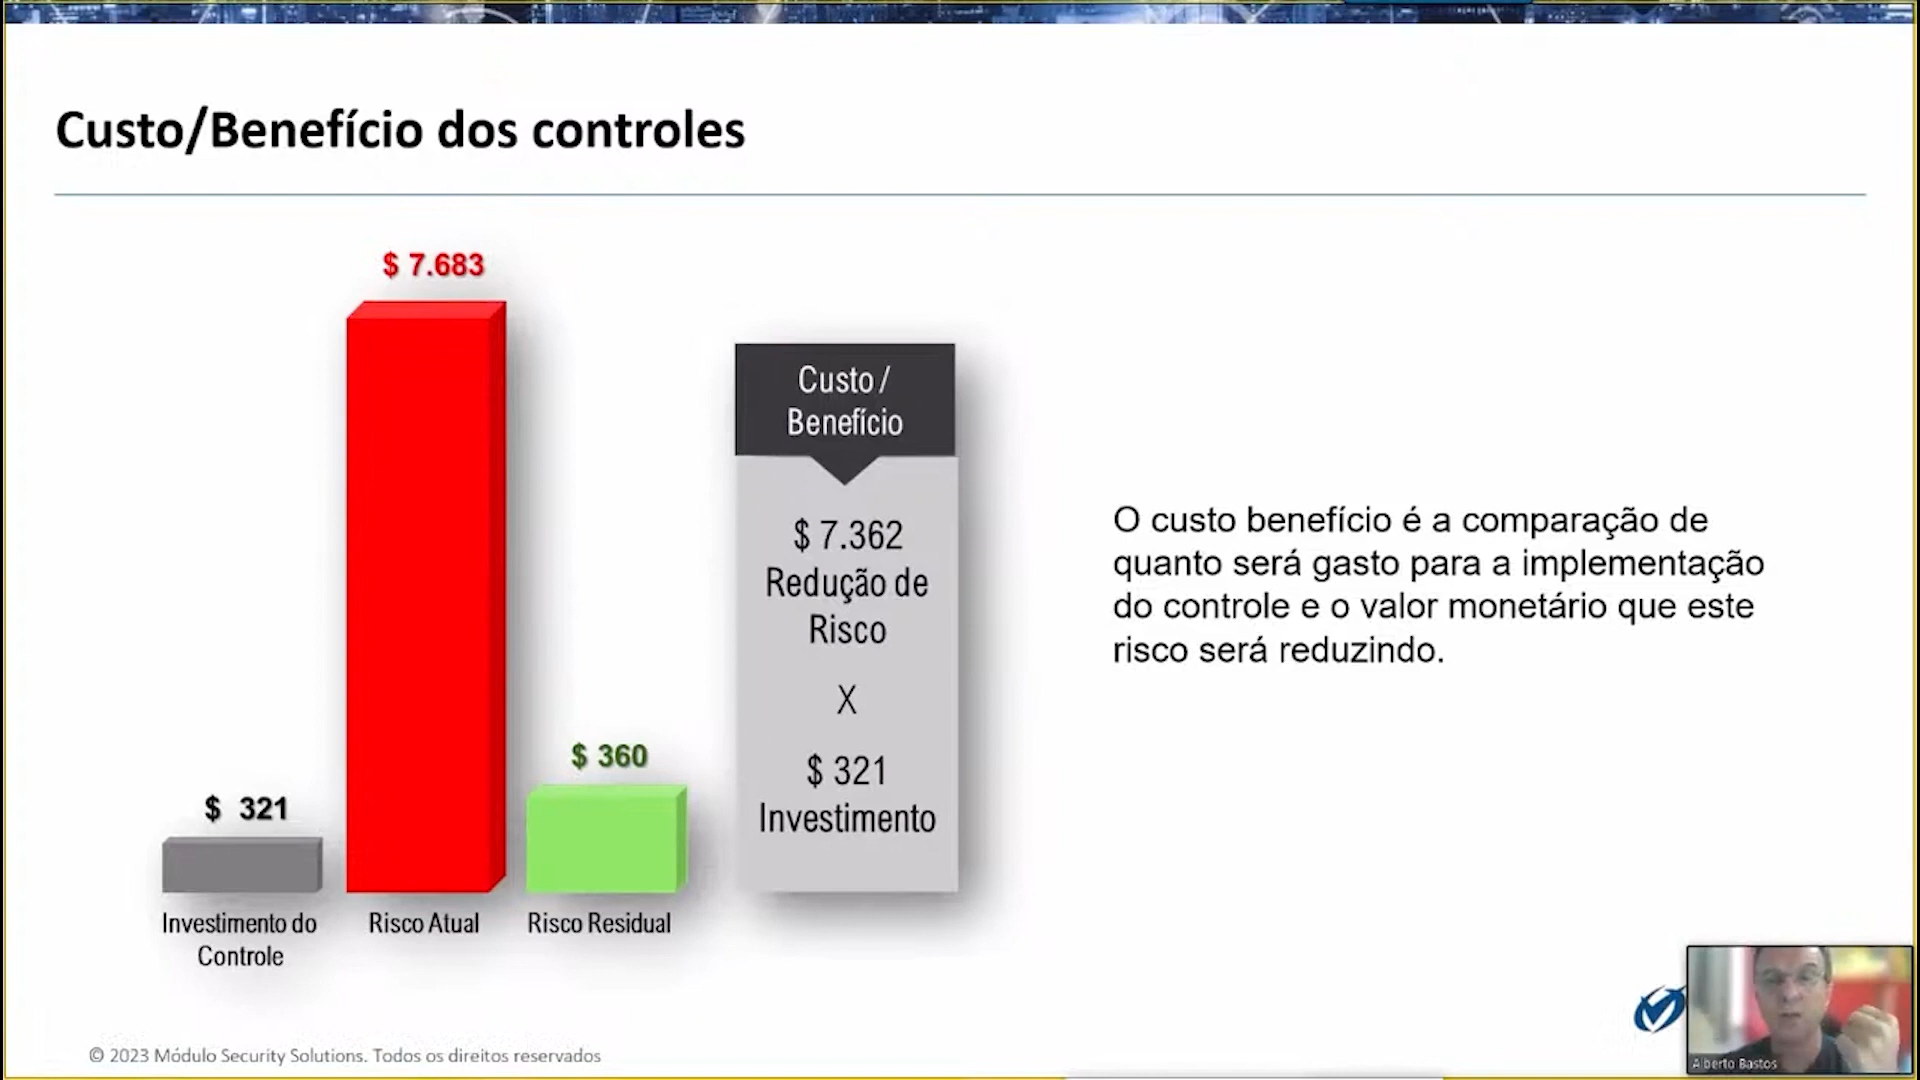 Custo/Benefício dos controles
$ 7.683
$ 360
$ 321
Investimento do
Controle
Risco Atual
Risco Residual
Custo /
Benefício
$ 7.362
Redução de
Risco
X
$ 321
Investimento
O custo benefício é a comparação de
quanto será gasto para a implementação
do controle e o valor monetário que este
risco será reduzindo.
© 2023 Módulo Security Solutions. Todos os direitos reservados
Alberto Bastos